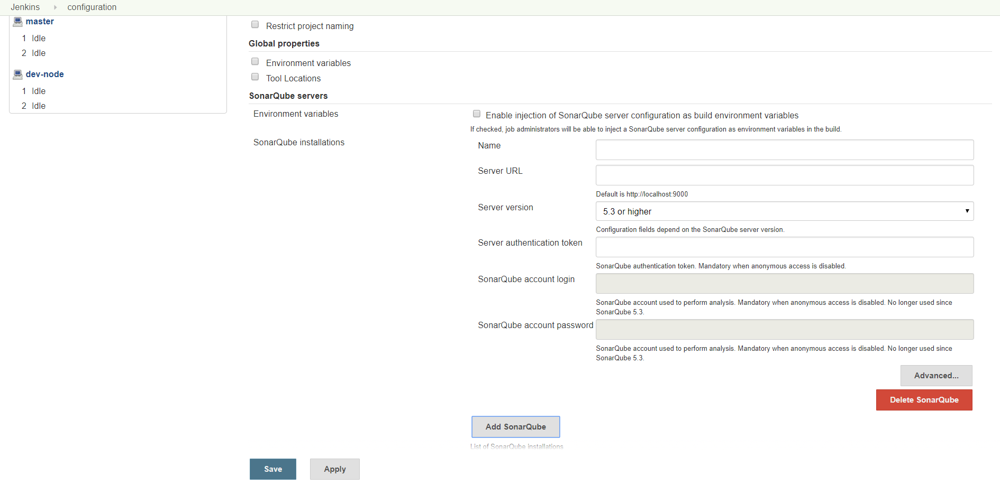 Jenkins configuration
master
1 Idle
2 Idle
dev-node
1 Idle
2 Idle
Restrict project naming
Global properties
Environment variables
Tool Locations
SonarQube servers
Environment variables
Enable injection of SonarQube server configuration as build environment variables
If checked, job administrators will be able to inject a SonarQube server configuration as environment variables in the build.
SonarQube installations
Name
Server URL
Default is http://localhost:9000
Server version
5.3 or higher
Configuration fields depend on the SonarQube server version.
Server authentication token
SonarQube authentication token. Mandatory when anonymous access is disabled.
SonarQube account login
SonarQube account used to perform analysis. Mandatory when anonymous access is disabled. No longer used since
SonarQube 5.3.
SonarQube account password
SonarQube account used to perform analysis. Mandatory when anonymous access is disabled. No longer used since
SonarQube 5.3.
Advanced...
Delete SonarQube
Add SonarQube
List of SonarQube installations
Save
Apply